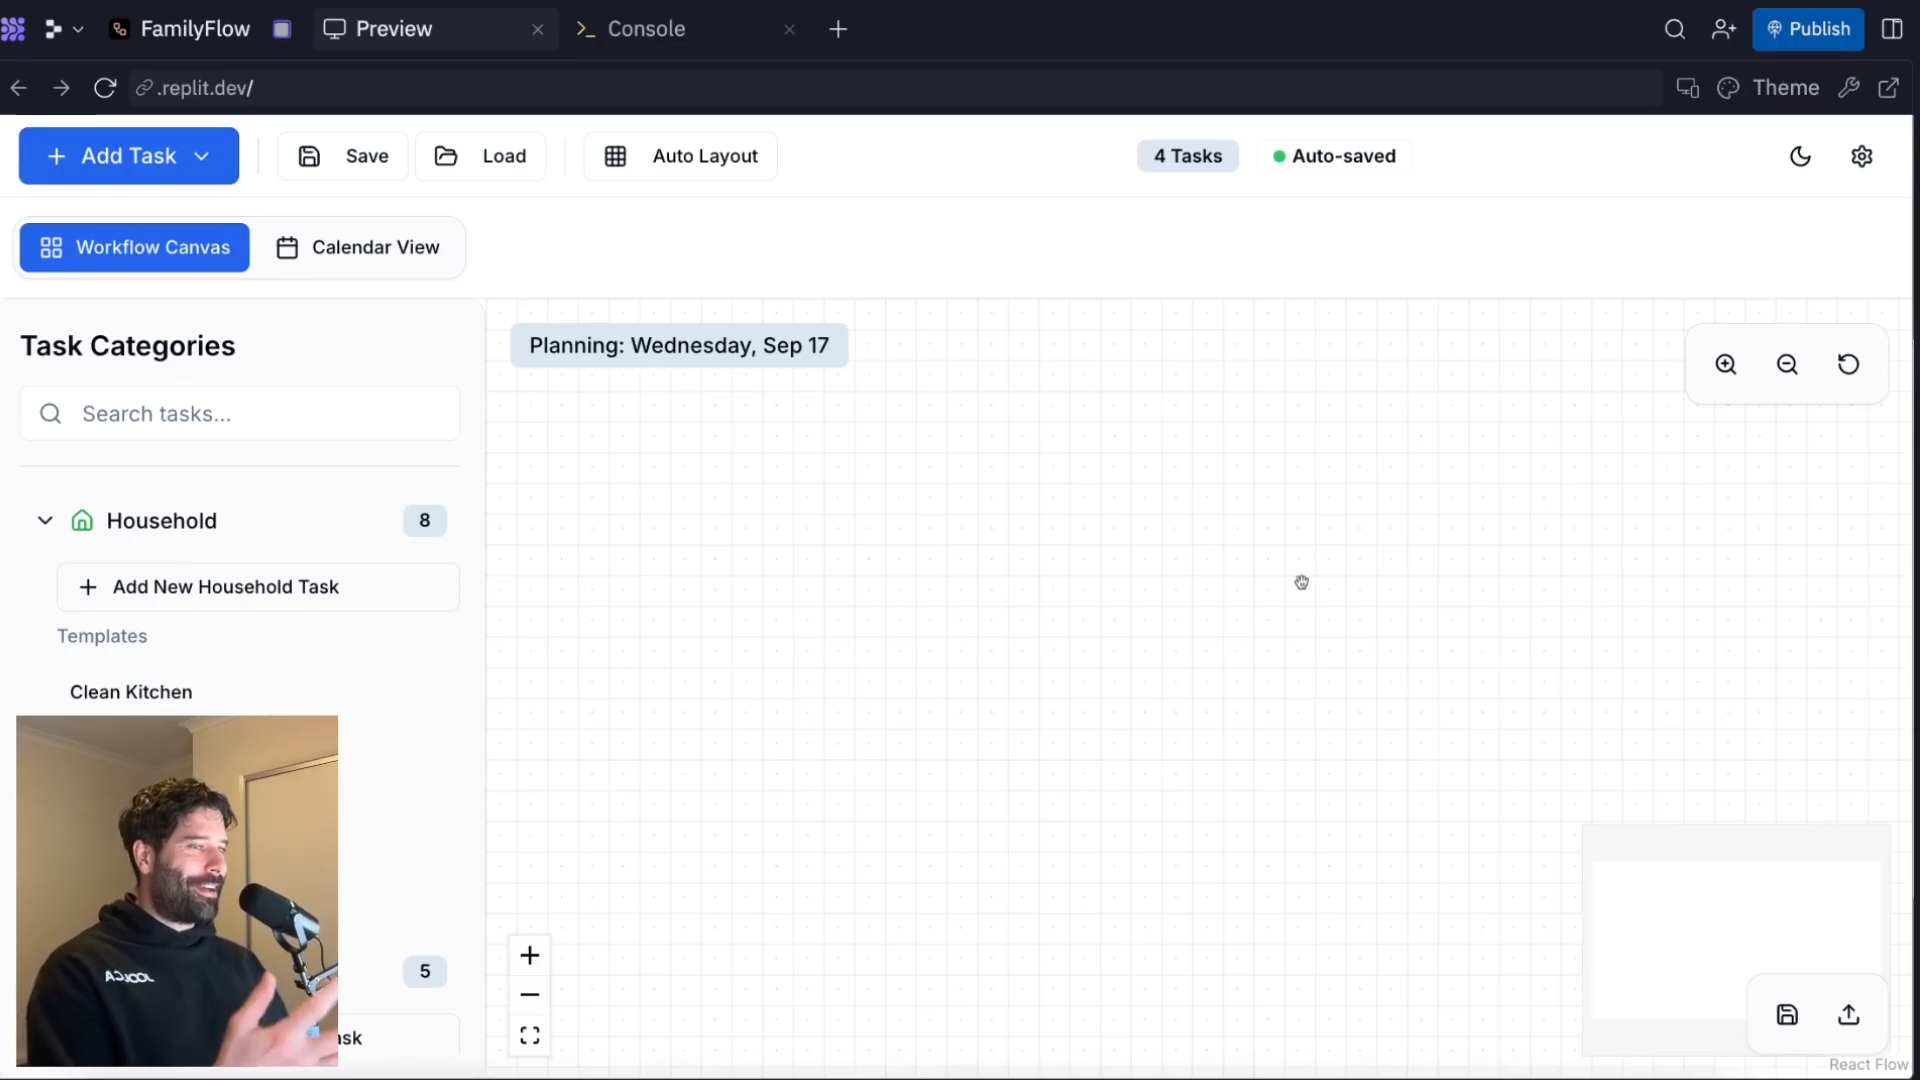 FamilyFlow
Preview
Console
Publish
.replit.dev/
Theme
Add Task
Save
Load
Auto Layout
4 Tasks
Auto-saved
Workflow Canvas
Calendar View
Task Categories
Search tasks...
Planning: Wednesday, Sep 17
Household
8
Add New Household Task
Templates
Clean Kitchen
5
ask
React Flow